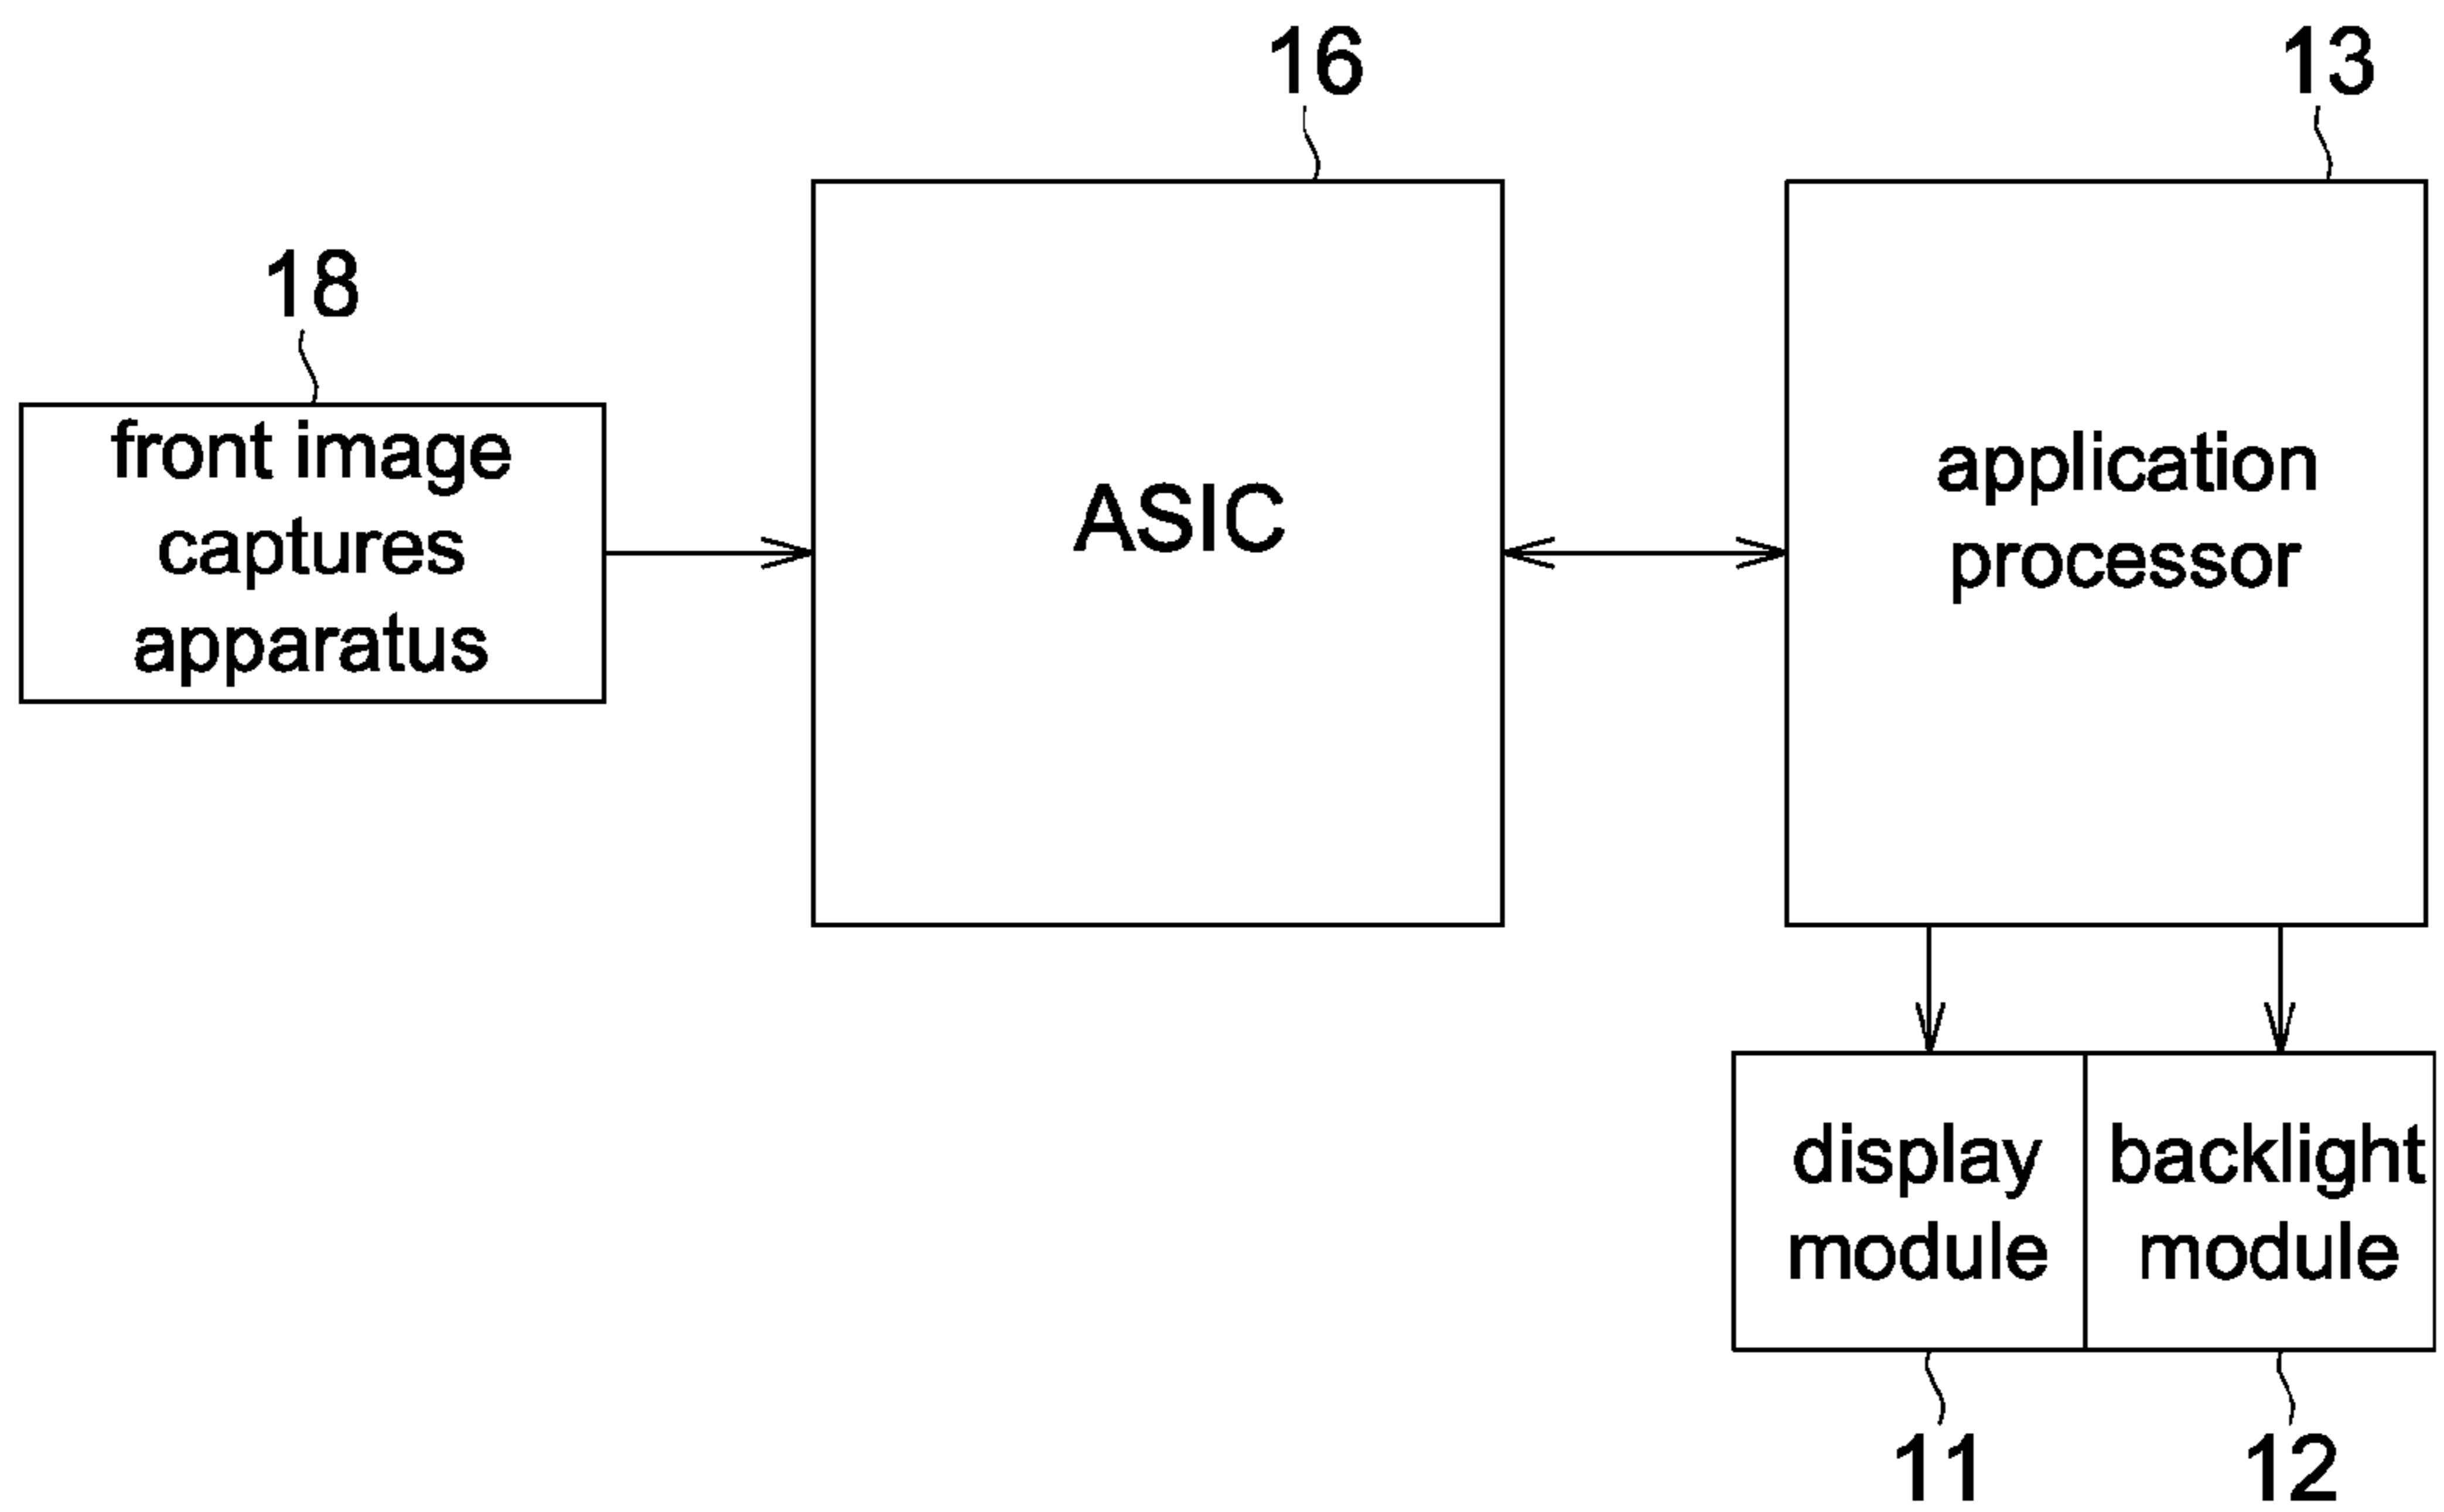 16
13
18
front image
captures
apparatus
ASIC
application
processor
display
module
backlight
module
11
12